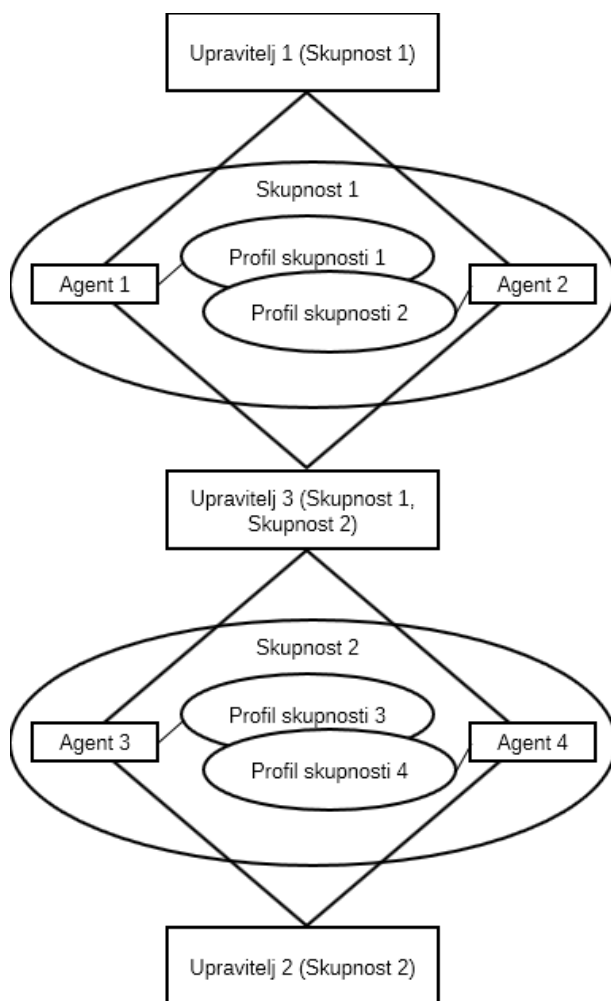 Upravitelj 1 (Skupnost 1)
Skupnost 1
Profil skupnosti 1
Agent 1
Agent 2
Profil skupnosti 2
Upravitelj 3 (Skupnost 1,
Skupnost 2)
Skupnost 2
Profil skupnosti 3
Agent 3
Agent 4
Profil skupnosti 4
Upravitelj 2 (Skupnost 2)